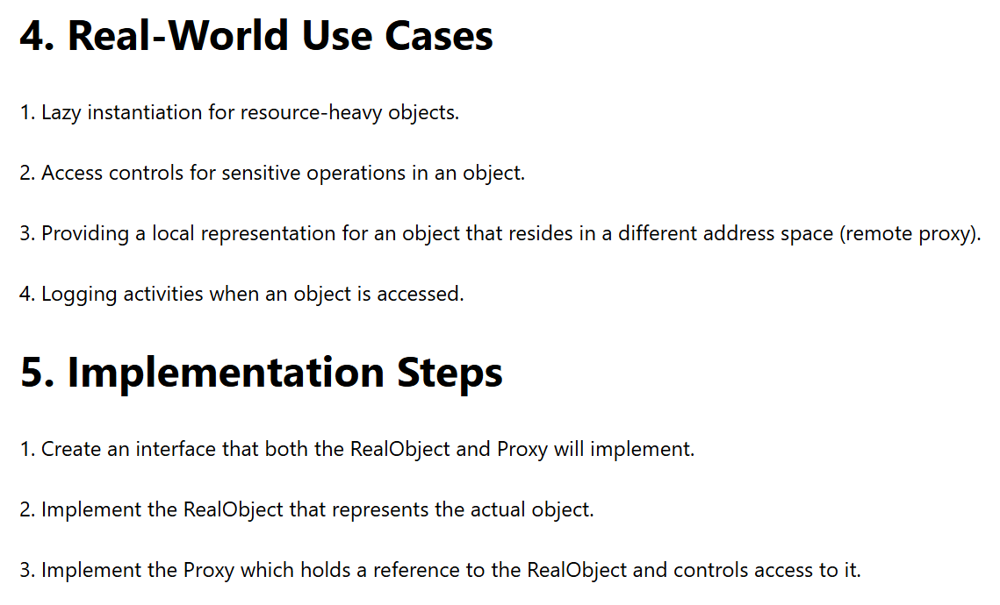 4. Real-World Use Cases
1. Lazy instantiation for resource-heavy objects.
2. Access controls for sensitive operations in an object.
3. Providing a local representation for an object that resides in a different address space (remote proxy).
4. Logging activities when an object is accessed.
5. Implementation Steps
1. Create an interface that both the RealObject and Proxy will implement.
2. Implement the RealObject that represents the actual object.
3. Implement the Proxy which holds a reference to the RealObject and controls access to it.